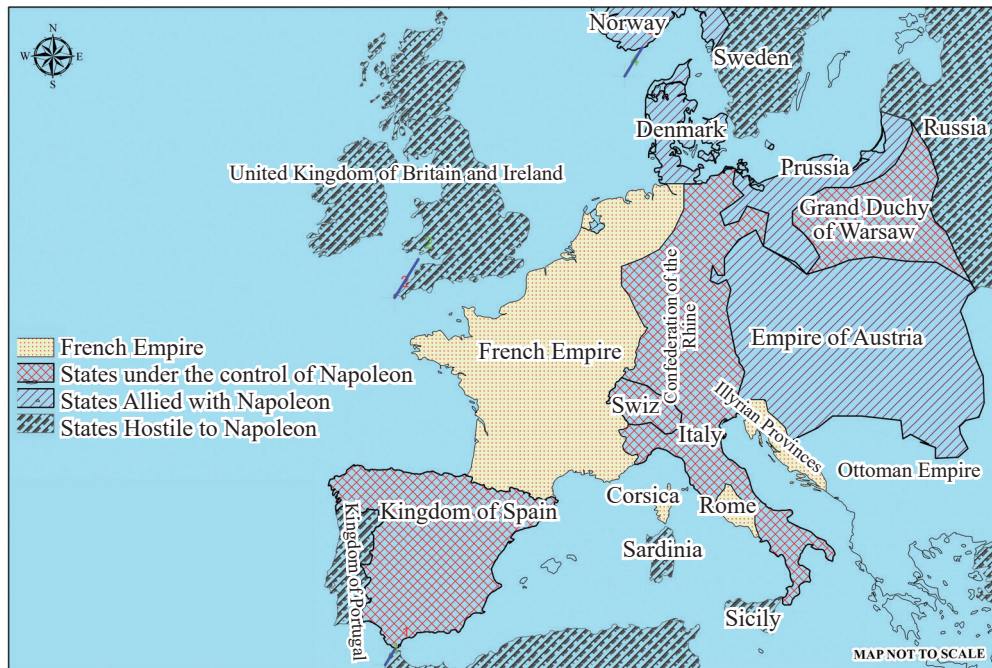 N
W E
S
Norway
Sweden
Denmark
Russia
Prussia
United Kingdom of Britain and Ireland
Grand Duchy
of Warsaw
3
2
Confederation of the
Rhine
Empire of Austria
French Empire
French Empire
States under the control of Napoleon
States Allied with Napoleon
States Hostile to Napoleon
Swiz
Illyrian Provinces
Italy
Ottoman Empire
Corsica
Rome
Kingdom of Spain
Kingdom of Portugal
Sardinia
Sicily
1
MAP NOT TO SCALE